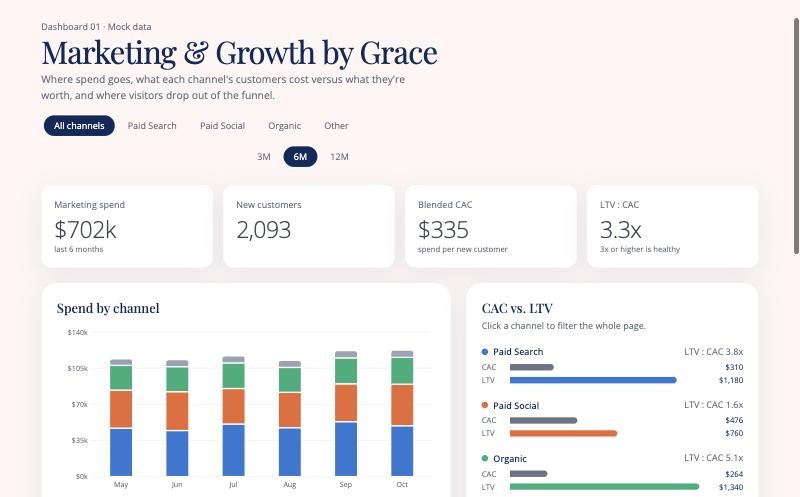 Dashboard 01 · Mock data
Marketing & Growth by Grace
Where spend goes, what each channel's customers cost versus what they're
worth, and where visitors drop out of the funnel.
All channels Paid Search Paid Social Organic Other
3M 6M 12M
Marketing spend
$702k
last 6 months
New customers
2,093
Blended CAC
$335
spend per new customer
LTV : CAC
3.3x
3x or higher is healthy
Spend by channel
$140k
$105k
$70k
$35k
$0k
May Jun Jul Aug Sep Oct
CAC vs. LTV
Click a channel to filter the whole page.
Paid Search LTV : CAC 3.8x
CAC $310
LTV $1,180
Paid Social LTV : CAC 1.6x
CAC $476
LTV $760
Organic LTV : CAC 5.1x
CAC $264
LTV $1,340